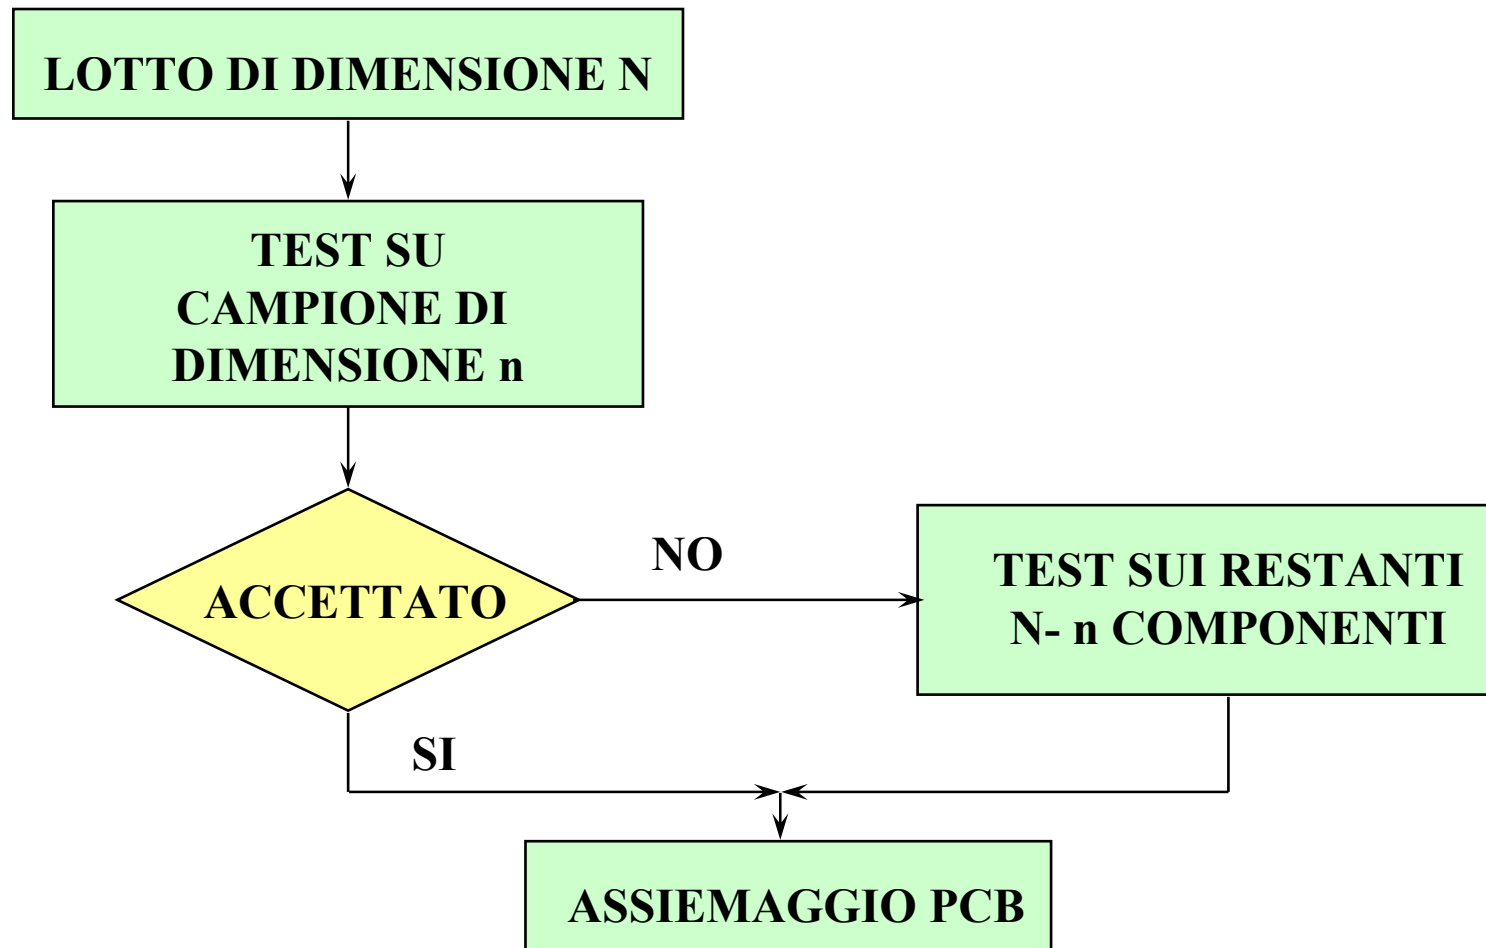 LOTTO DI DIMENSIONE N
TEST SU
CAMPIONE DI
DIMENSIONE n
ACCETTATO
NO
TEST SUI RESTANTI
N- n COMPONENTI
SI
ASSIEMAGGIO PCB